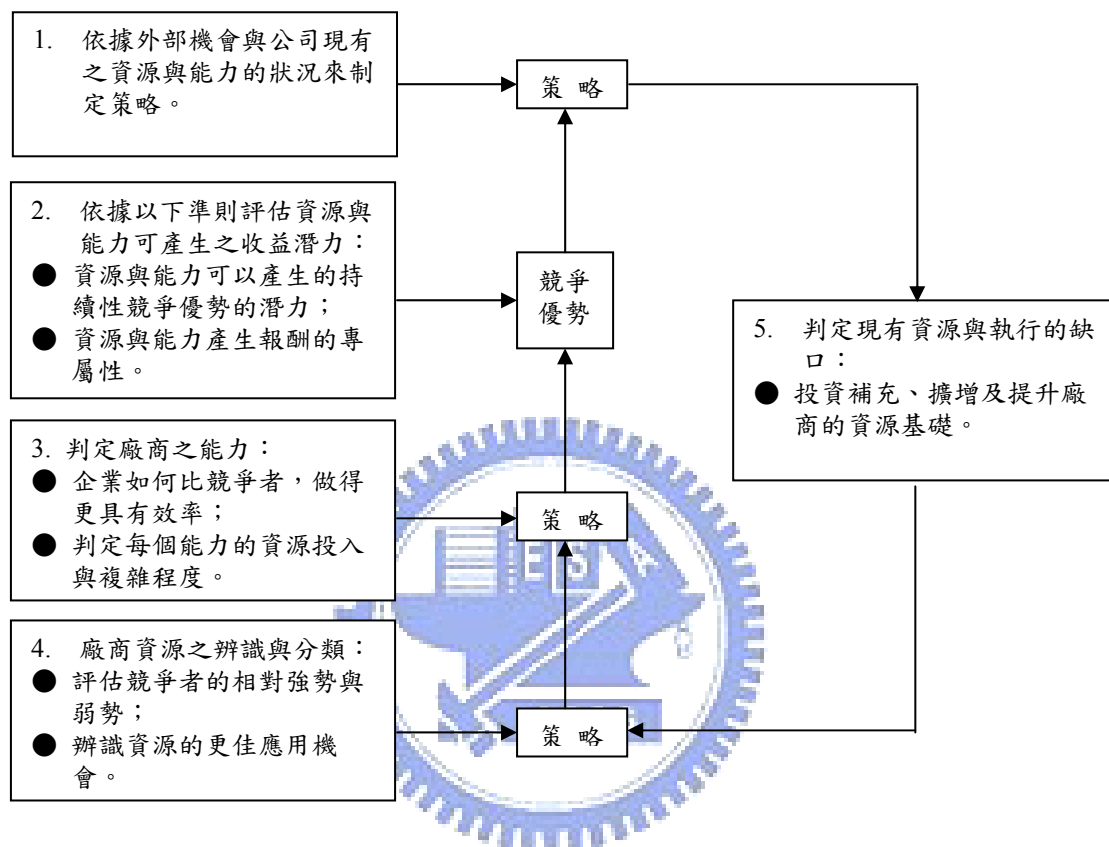 1. 依據外部機會與公司現有
之資源與能力的狀況來制
定策略。
策 略
2. 依據以下準則評估資源與
能力可產生之收益潛力：
● 資源與能力可以產生的持
續性競爭優勢的潛力；
● 資源與能力產生報酬的專
屬性。
競爭
優勢
5. 判定現有資源與執行的缺
口：
● 投資補充、擴增及提升廠
商的資源基礎。
3. 判定廠商之能力：
● 企業如何比競爭者，做得
更具有效率；
● 判定每個能力的資源投入
與複雜程度。
策 略
E S A
4. 廠商資源之辨識與分類：
● 評估競爭者的相對強勢與
弱勢；
● 辨識資源的更佳應用機
會。
策 略